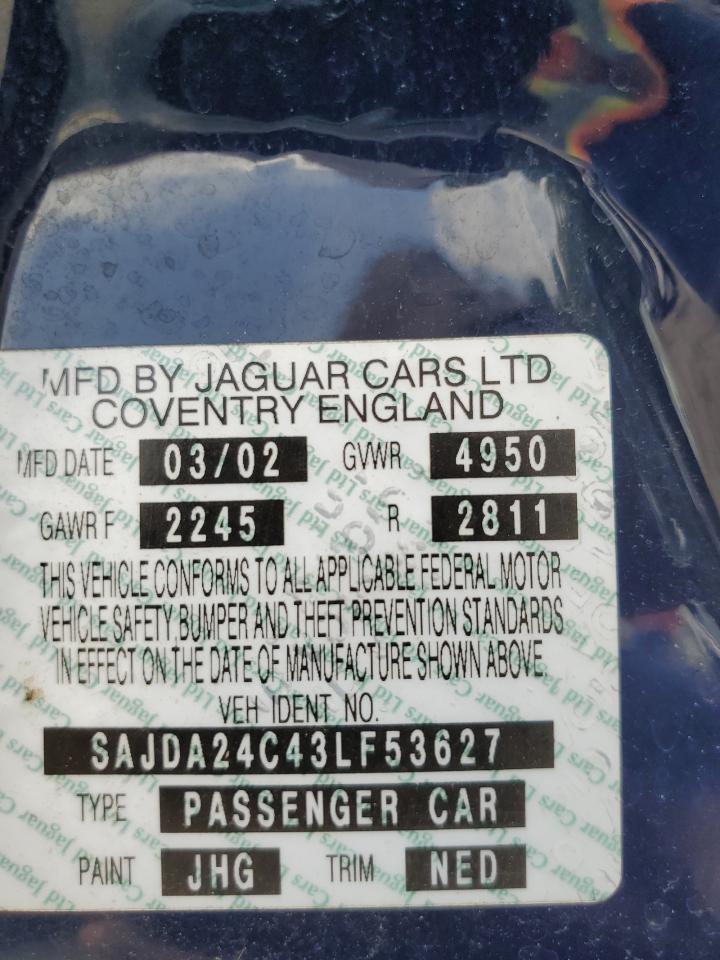 MFD BY JAGUAR CARS LTD
COVENTRY ENGLAND
MFD DATE 03/02 GVWR 4950
GAWR F 2245 R 2811
THIS VEHICLE CONFORMS TO ALL APPLICABLE FEDERAL MOTOR
VEHICLE SAFETY, BUMPER AND THEFT PREVENTION STANDARDS
IN EFFECT ON THE DATE OF MANUFACTURE SHOWN ABOVE.
VEH IDENT NO.
SAJDA24C43LF53627
TYPE PASSENGER CAR
PAINT JHG TRIM NED